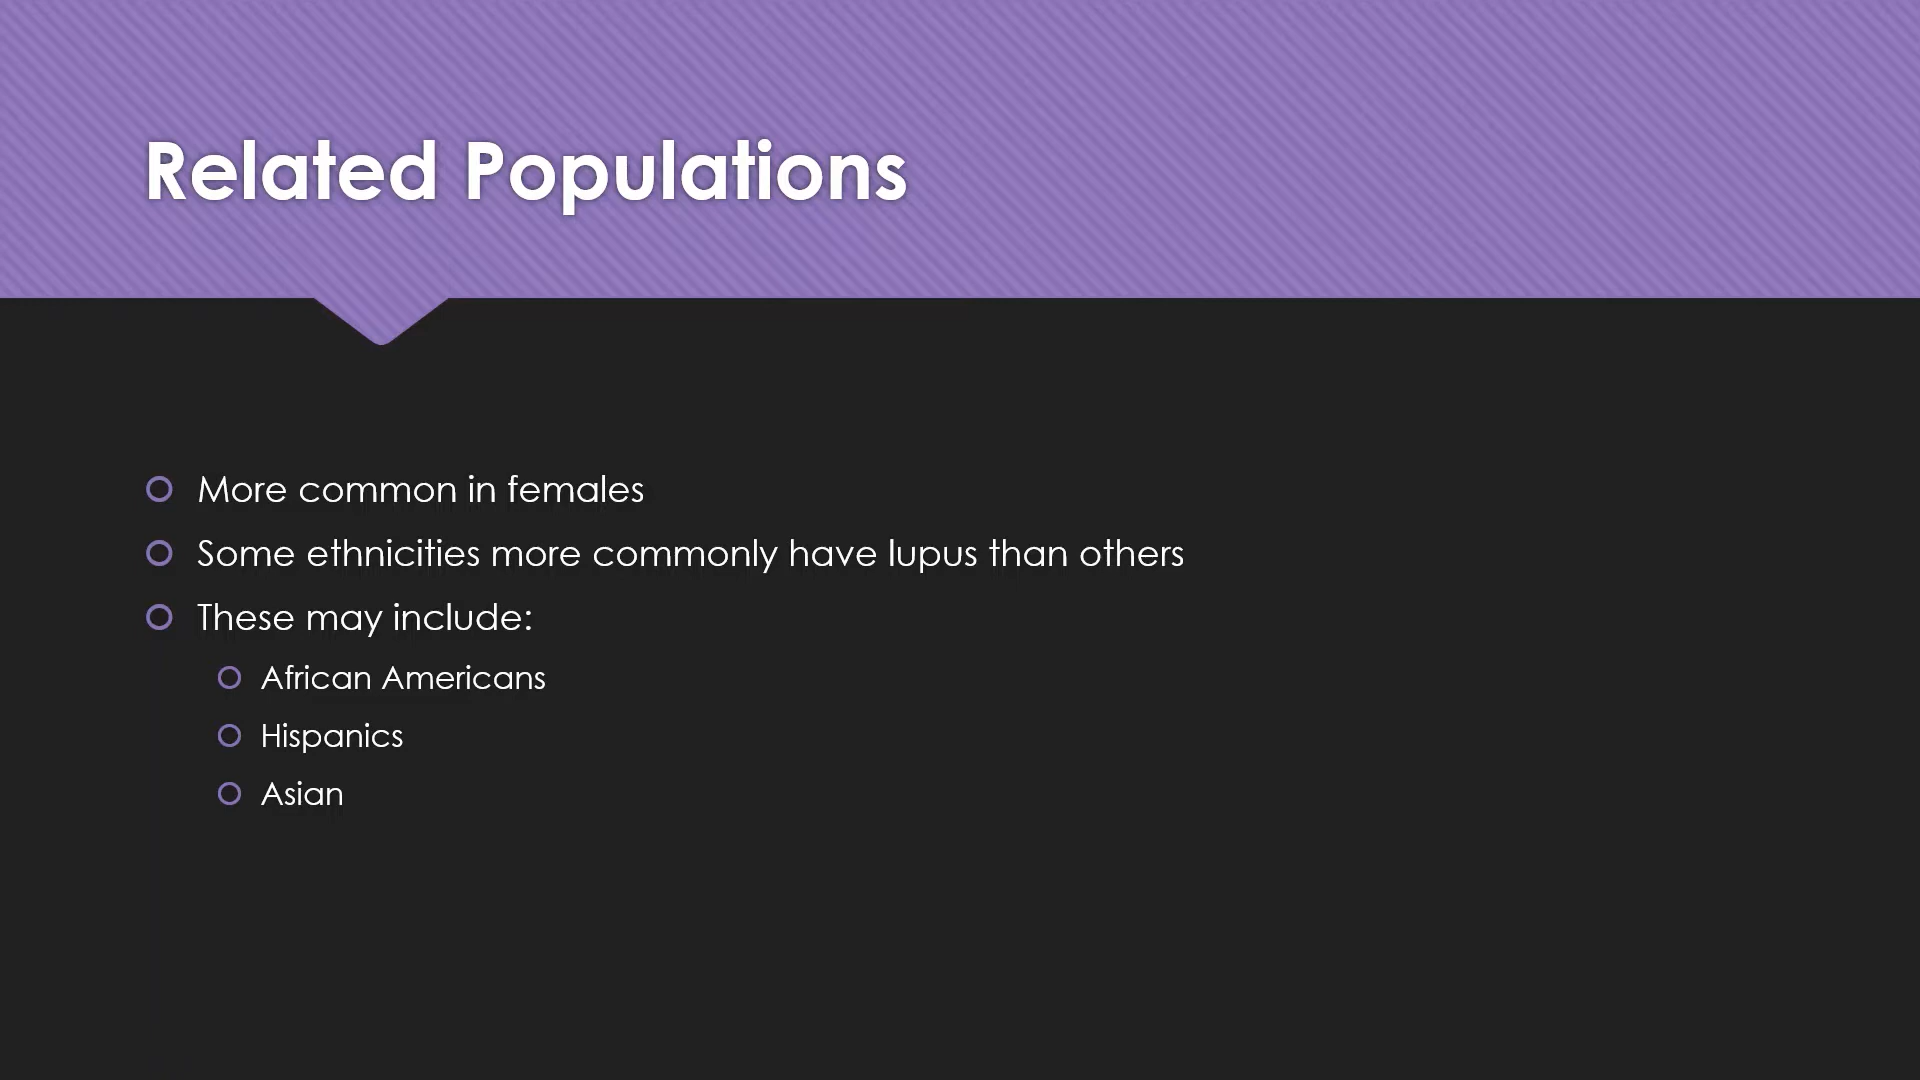 Related Populations
More common in females
Some ethnicities more commonly have lupus than others
These may include:
African Americans
Hispanics
Asian